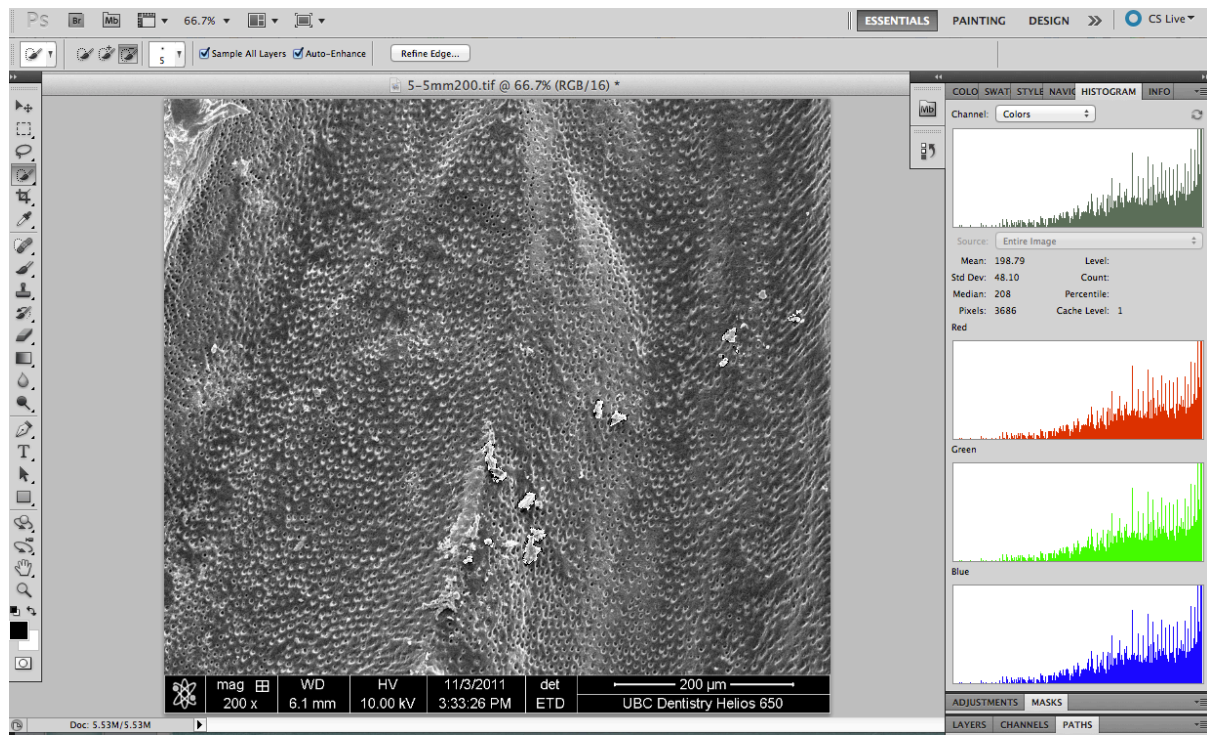 Ps Br Mb 66.7% ESSENTIALS PAINTING DESIGN >> CS Live
5 Sample All Layers Auto-Enhance Refine Edge...
5-5mm200.tif @ 66.7% (RGB/16) *
COLO SWAT STYLE NAVIG HISTOGRAM INFO
Mb
Channel: Colors
Source: Entire Image
Mean: 198.79 Level:
Std Dev: 48.10 Count:
Median: 208 Percentile:
Pixels: 3686 Cache Level: 1
Red
Green
Blue
T
mag WD HV 11/3/2011 det 200 µm
200 x 6.1 mm 10.00 kV 3:33:26 PM ETD UBC Dentistry Helios 650
ADJUSTMENTS MASKS
Doc: 5.53M/5.53M
LAYERS CHANNELS PATHS